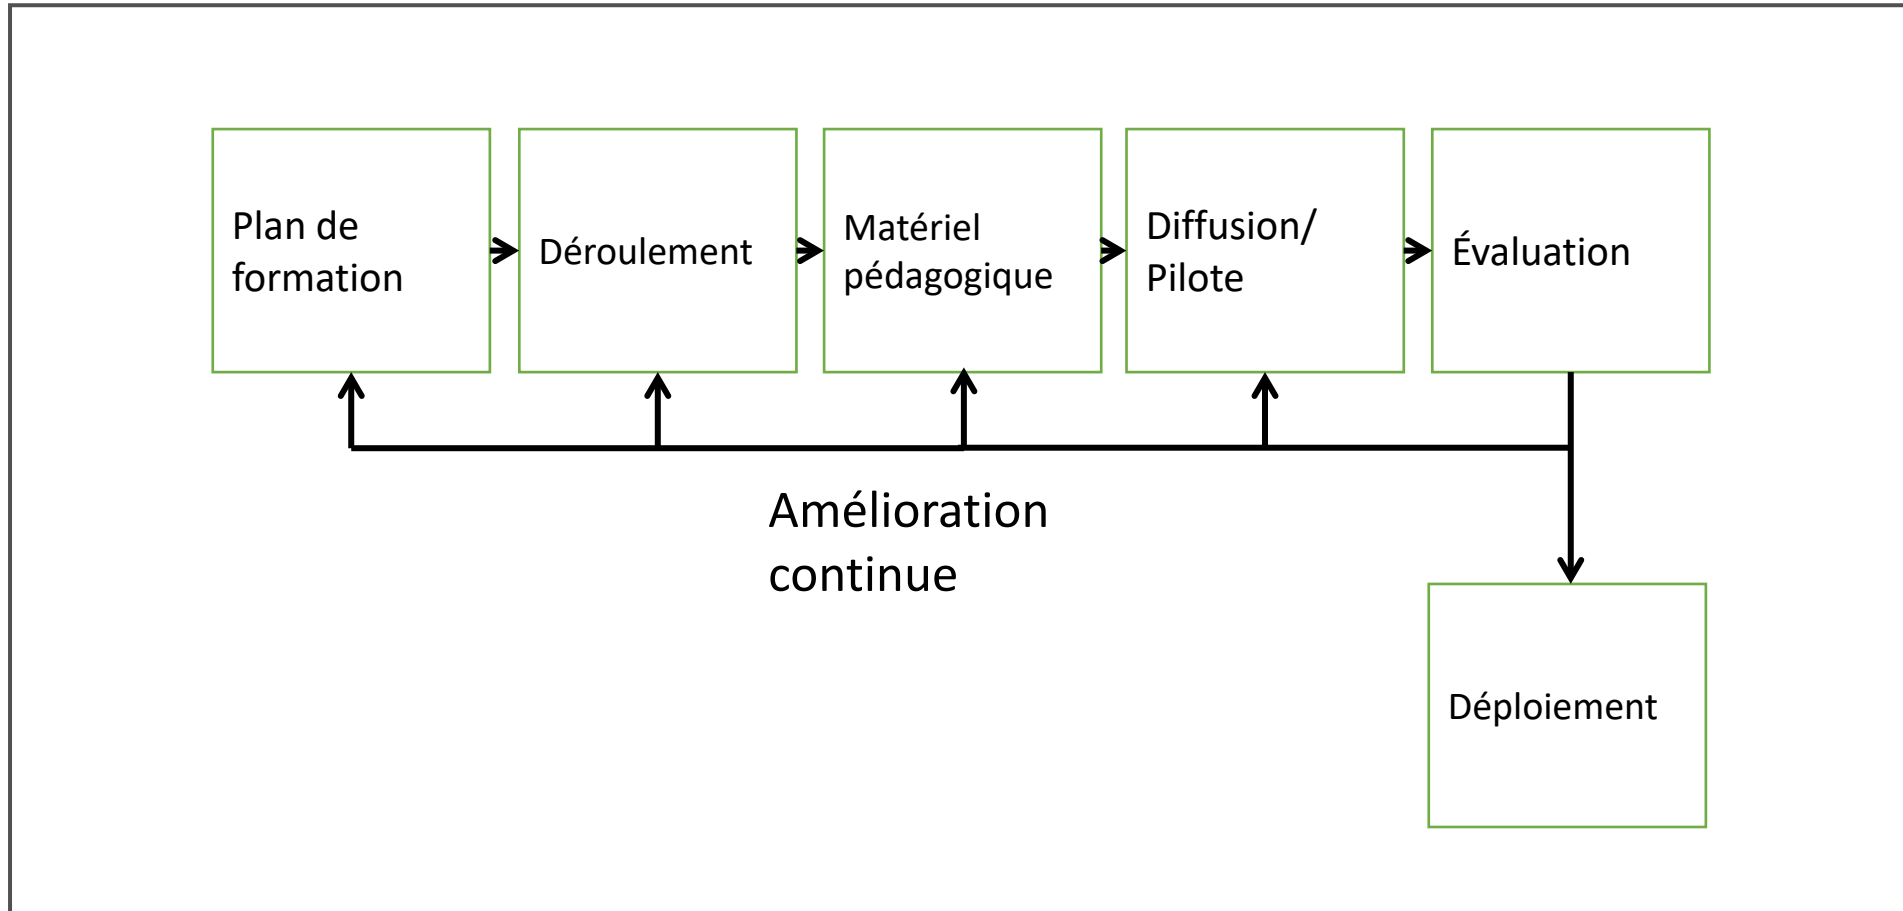 Plan de
formation
Déroulement
Matériel
pédagogique
Diffusion/
Pilote
Évaluation
Amélioration
continue
Déploiement